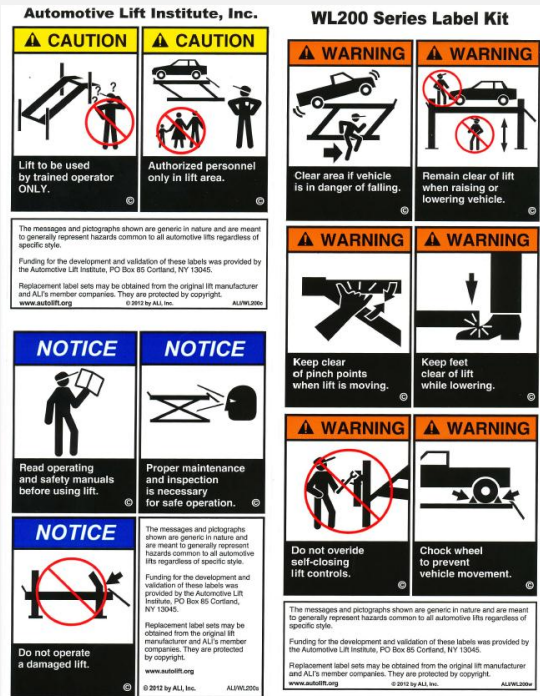 Automotive Lift Institute, Inc.
⚠ CAUTION
Lift to be used
by trained operator
ONLY.
©
⚠ CAUTION
Authorized personnel
only in lift area.
©
The messages and pictographs shown are generic in nature and are meant
to generally represent hazards common to all automotive lifts regardless of
specific style.
Funding for the development and validation of these labels was provided by
the Automotive Lift Institute, PO Box 85 Cortland, NY 13045.
Replacement label sets may be obtained from the original lift manufacturer
and ALI's member companies. They are protected by copyright.
www.autolift.org © 2012 by ALI, Inc. ALI/WL200c
NOTICE
Read operating
and safety manuals
before using lift.
©
NOTICE
Proper maintenance
and inspection
is necessary
for safe operation.
©
NOTICE
Do not operate
a damaged lift.
©
The messages and pictographs
shown are generic in nature and
are meant to generally represent
hazards common to all automotive
lifts regardless of specific style.
Funding for the development and
validation of these labels was
provided by the Automotive Lift
Institute, PO Box 85 Cortland,
NY 13045.
Replacement label sets may be
obtained from the original lift
manufacturer and ALI's member
companies. They are protected
by copyright.
www.autolift.org
© 2012 by ALI, Inc. ALI/WL200s
WL200 Series Label Kit
⚠ WARNING
Clear area if vehicle
is in danger of falling.
©
⚠ WARNING
Remain clear of lift
when raising or
lowering vehicle.
©
⚠ WARNING
Keep clear
of pinch points
when lift is moving.
©
⚠ WARNING
Keep feet
clear of lift
while lowering.
©
⚠ WARNING
Do not overide
self-closing
lift controls.
©
⚠ WARNING
Chock wheel
to prevent
vehicle movement.
©
The messages and pictographs shown are generic in nature and are meant
to generally represent hazards common to all automotive lifts regardless of
specific style.
Funding for the development and validation of these labels was provided by
the Automotive Lift Institute, PO Box 85 Cortland, NY 13045.
Replacement label sets may be obtained from the original lift manufacturer
and ALI's member companies. They are protected by copyright.
www.autolift.org © 2012 by ALI, Inc. ALI/WL200w